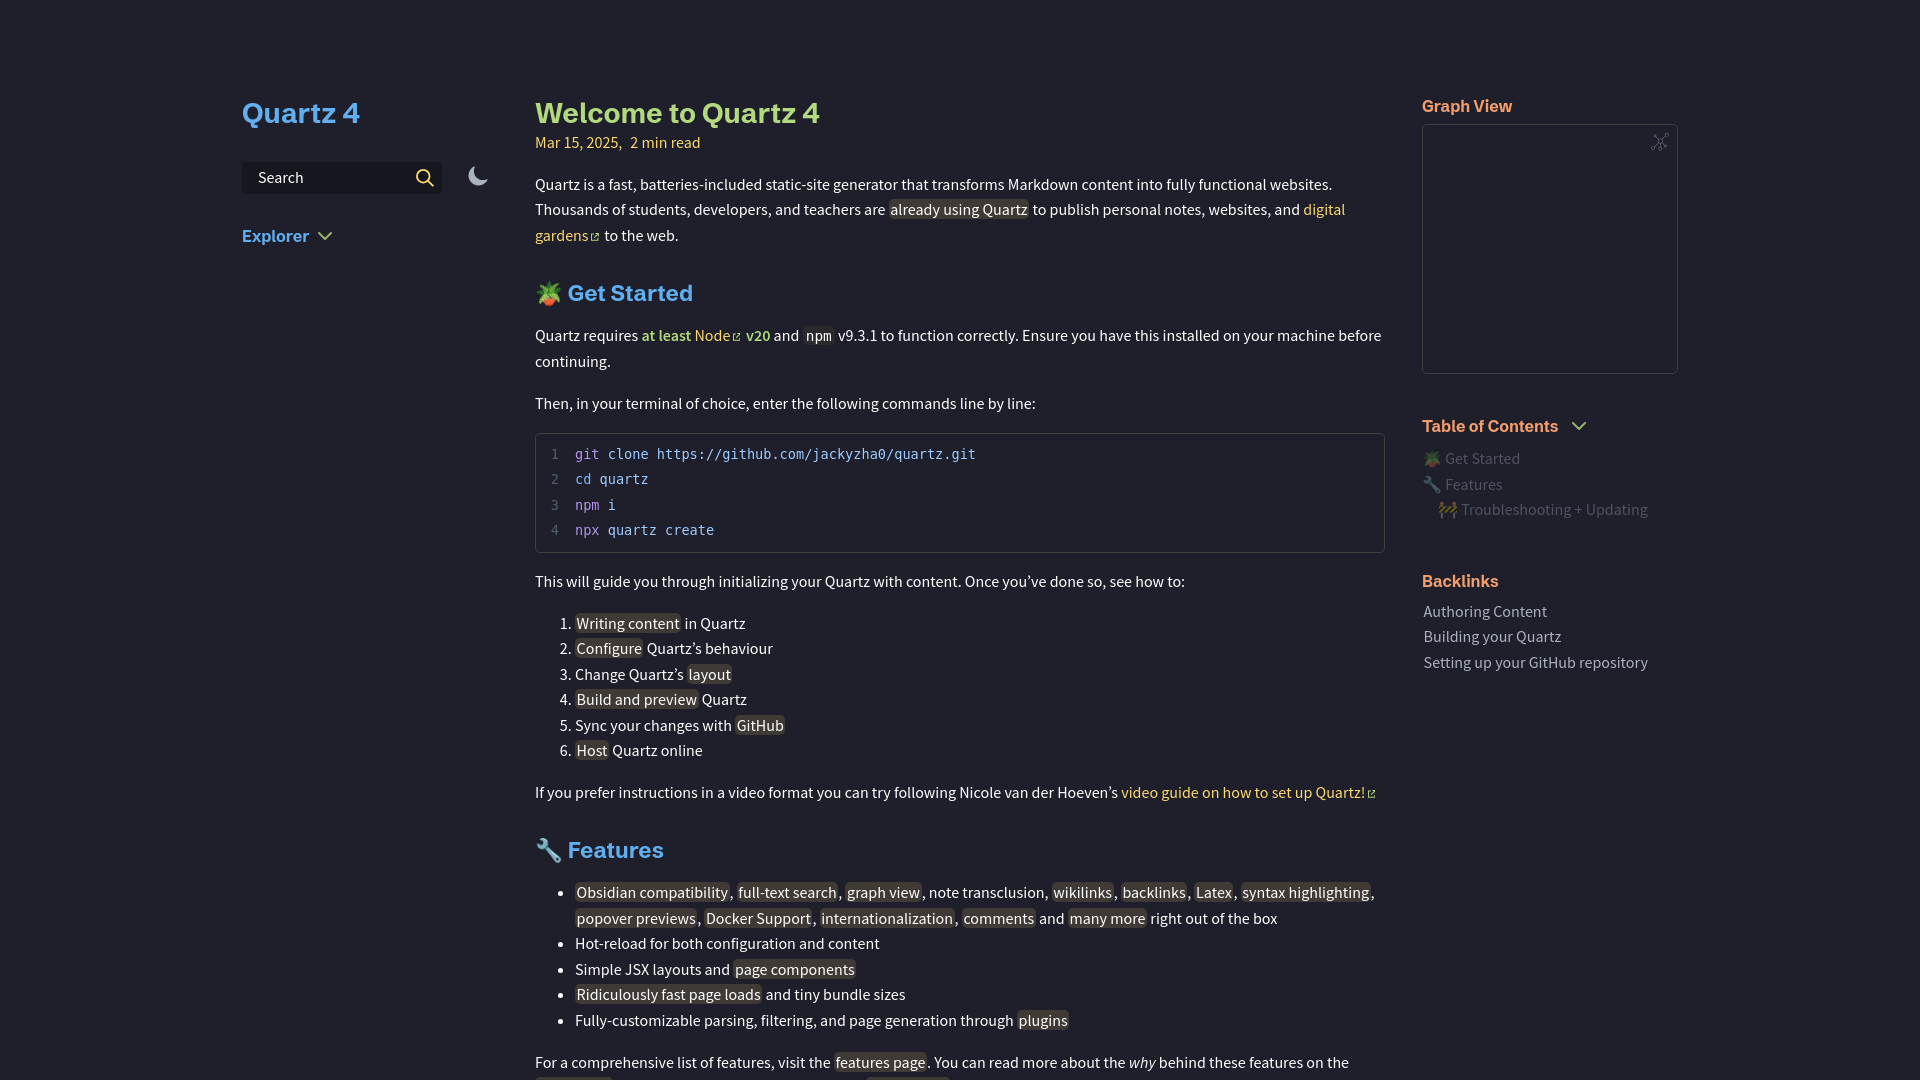 Quartz 4
Search
Explorer
Welcome to Quartz 4
Mar 15, 2025, 2 min read
Quartz is a fast, batteries-included static-site generator that transforms Markdown content into fully functional websites.
Thousands of students, developers, and teachers are already using Quartz to publish personal notes, websites, and digital
gardens to the web.
🪴 Get Started
Quartz requires at least Node v20 and npm v9.3.1 to function correctly. Ensure you have this installed on your machine before
continuing.
Then, in your terminal of choice, enter the following commands line by line:
1 git clone https://github.com/jackyzha0/quartz.git
2 cd quartz
3 npm i
4 npx quartz create
This will guide you through initializing your Quartz with content. Once you’ve done so, see how to:
1. Writing content in Quartz
2. Configure Quartz’s behaviour
3. Change Quartz’s layout
4. Build and preview Quartz
5. Sync your changes with GitHub
6. Host Quartz online
If you prefer instructions in a video format you can try following Nicole van der Hoeven’s video guide on how to set up Quartz!
🔧 Features
• Obsidian compatibility, full-text search, graph view, note transclusion, wikilinks, backlinks, Latex, syntax highlighting,
popover previews, Docker Support, internationalization, comments and many more right out of the box
• Hot-reload for both configuration and content
• Simple JSX layouts and page components
• Ridiculously fast page loads and tiny bundle sizes
• Fully-customizable parsing, filtering, and page generation through plugins
For a comprehensive list of features, visit the features page. You can read more about the why behind these features on the
Graph View
Table of Contents
🪴 Get Started
🔧 Features
🚧 Troubleshooting + Updating
Backlinks
Authoring Content
Building your Quartz
Setting up your GitHub repository